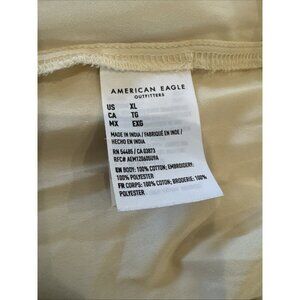 AMERICAN EAGLE
OUTFITTERS
US XL
CA TG
MX EXG
MADE IN INDIA / FABRIQUÉ EN INDE /
HECHO EN INDIA
RN 54485 / CA 03873
EN BODY: 100% COTTON; EMBROIDERY:
100% POLYESTER
FR CORPS: 100% COTON; BRODERIE: 100%
POLYESTER